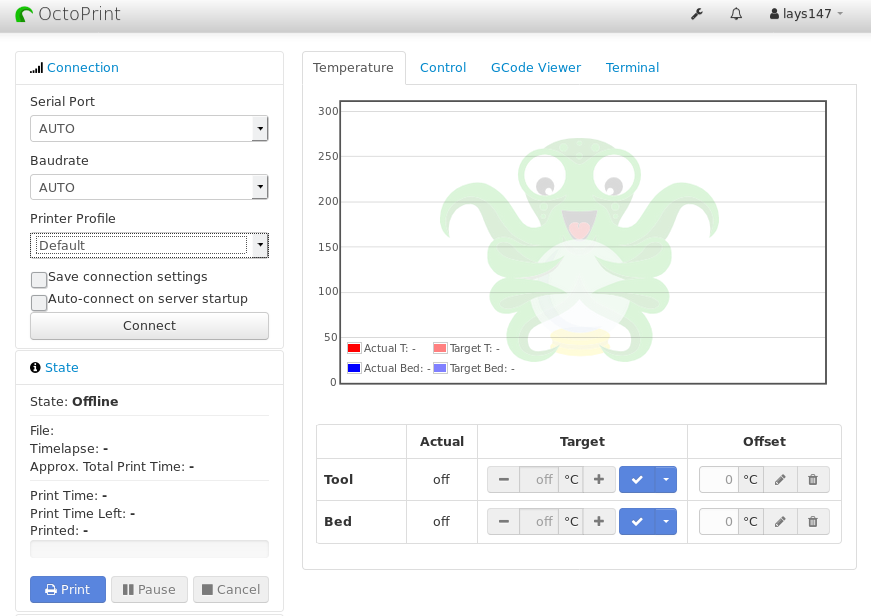 OctoPrint
lays147
Connection
Serial Port
AUTO
Baudrate
AUTO
Printer Profile
Default
Save connection settings
Auto-connect on server startup
Connect
State
State: Offline
File:
Timelapse: -
Approx. Total Print Time: -
Print Time: -
Print Time Left: -
Printed: -
Print Pause Cancel
Temperature Control GCode Viewer Terminal
300
250
200
150
100
50
0
Actual T: - Target T: -
Actual Bed: - Target Bed: -
Actual Target Offset
Tool off off °C 0 °C
Bed off off °C 0 °C